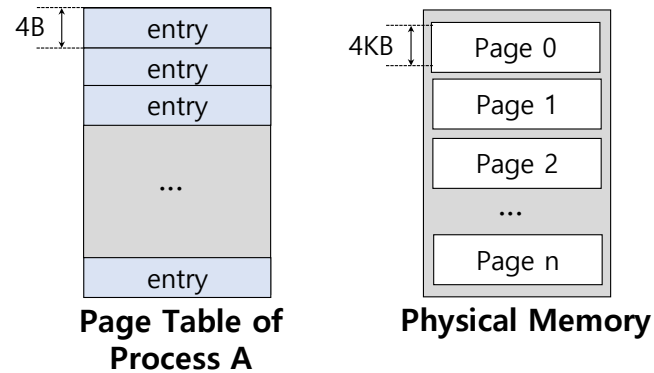 4B
entry
entry
entry
...
entry
Page Table of
Process A
4KB
Page 0
Page 1
Page 2
...
Page n
Physical Memory